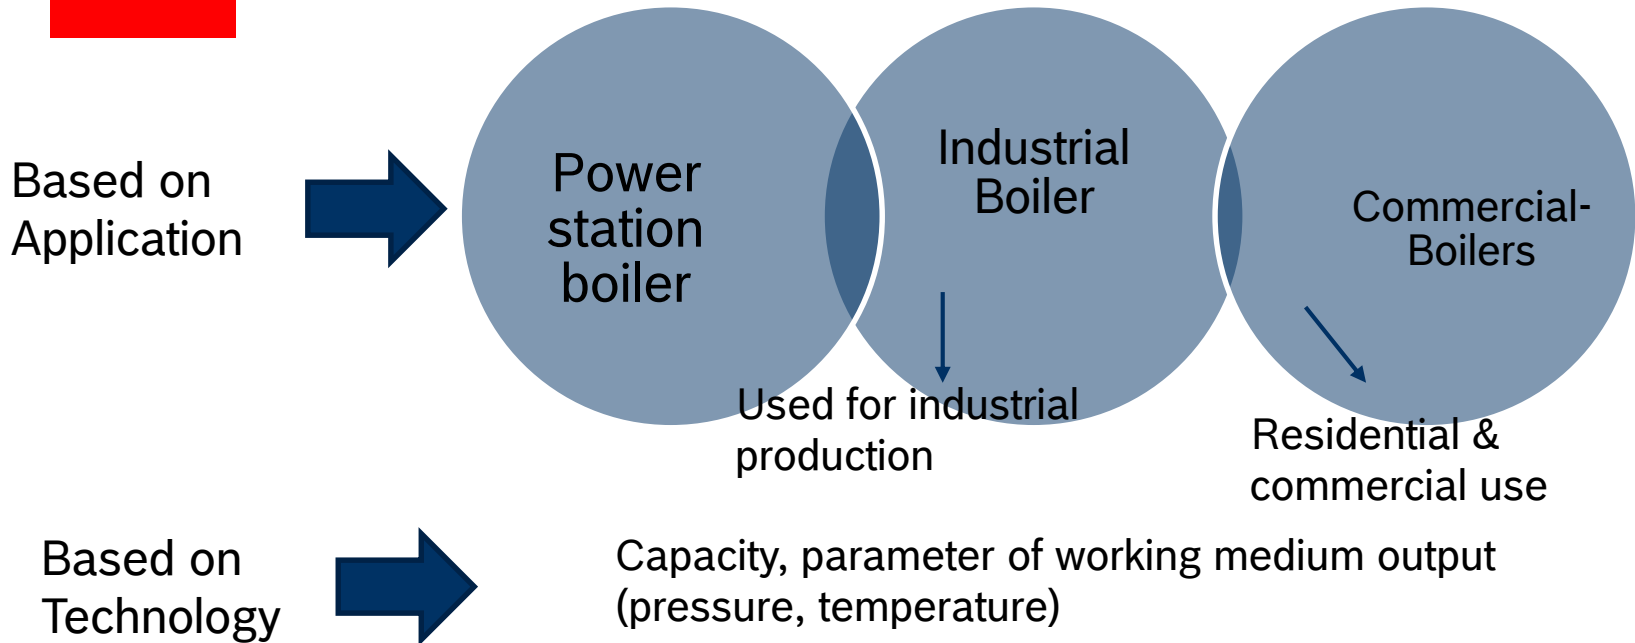 Based on
Application
Power
station
boiler
Industrial
Boiler
Commercial-
Boilers
Used for industrial
production
Residential &
commercial use
Based on
Technology
Capacity, parameter of working medium output
(pressure, temperature)